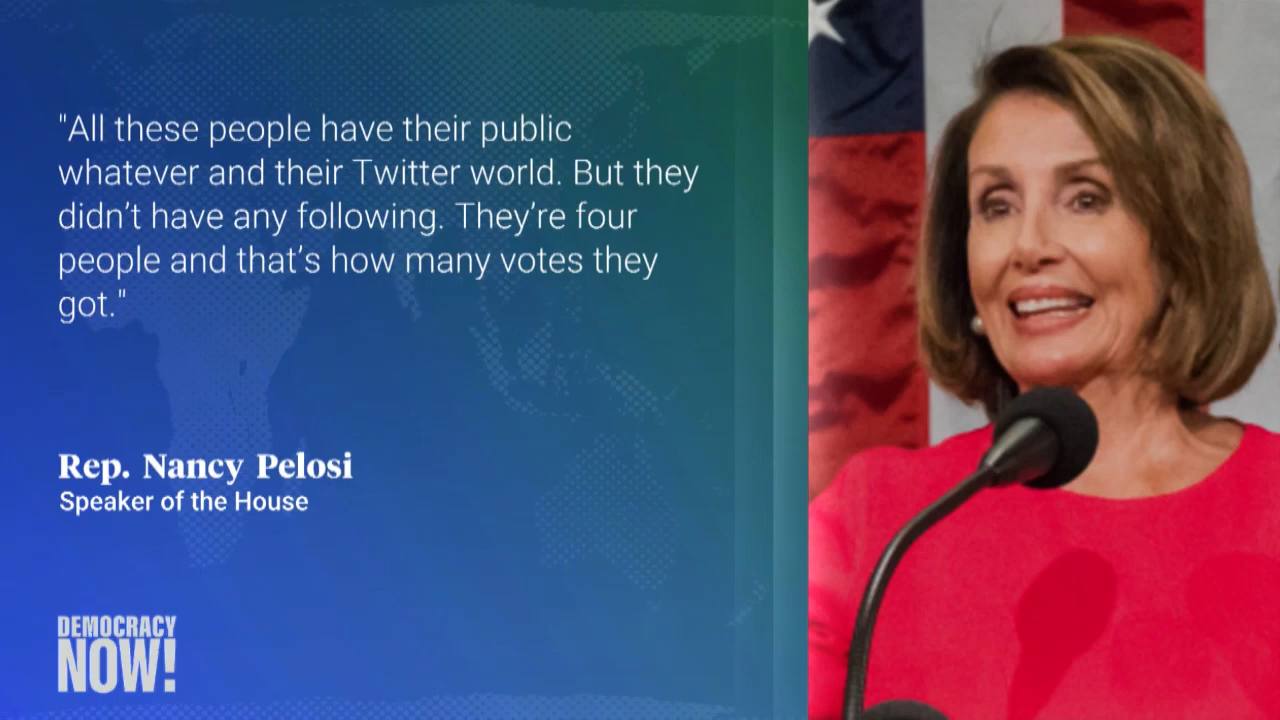 "All these people have their public
whatever and their Twitter world. But they
didn’t have any following. They’re four
people and that’s how many votes they
got."
Rep. Nancy Pelosi
Speaker of the House
DEMOCRACY
NOW!